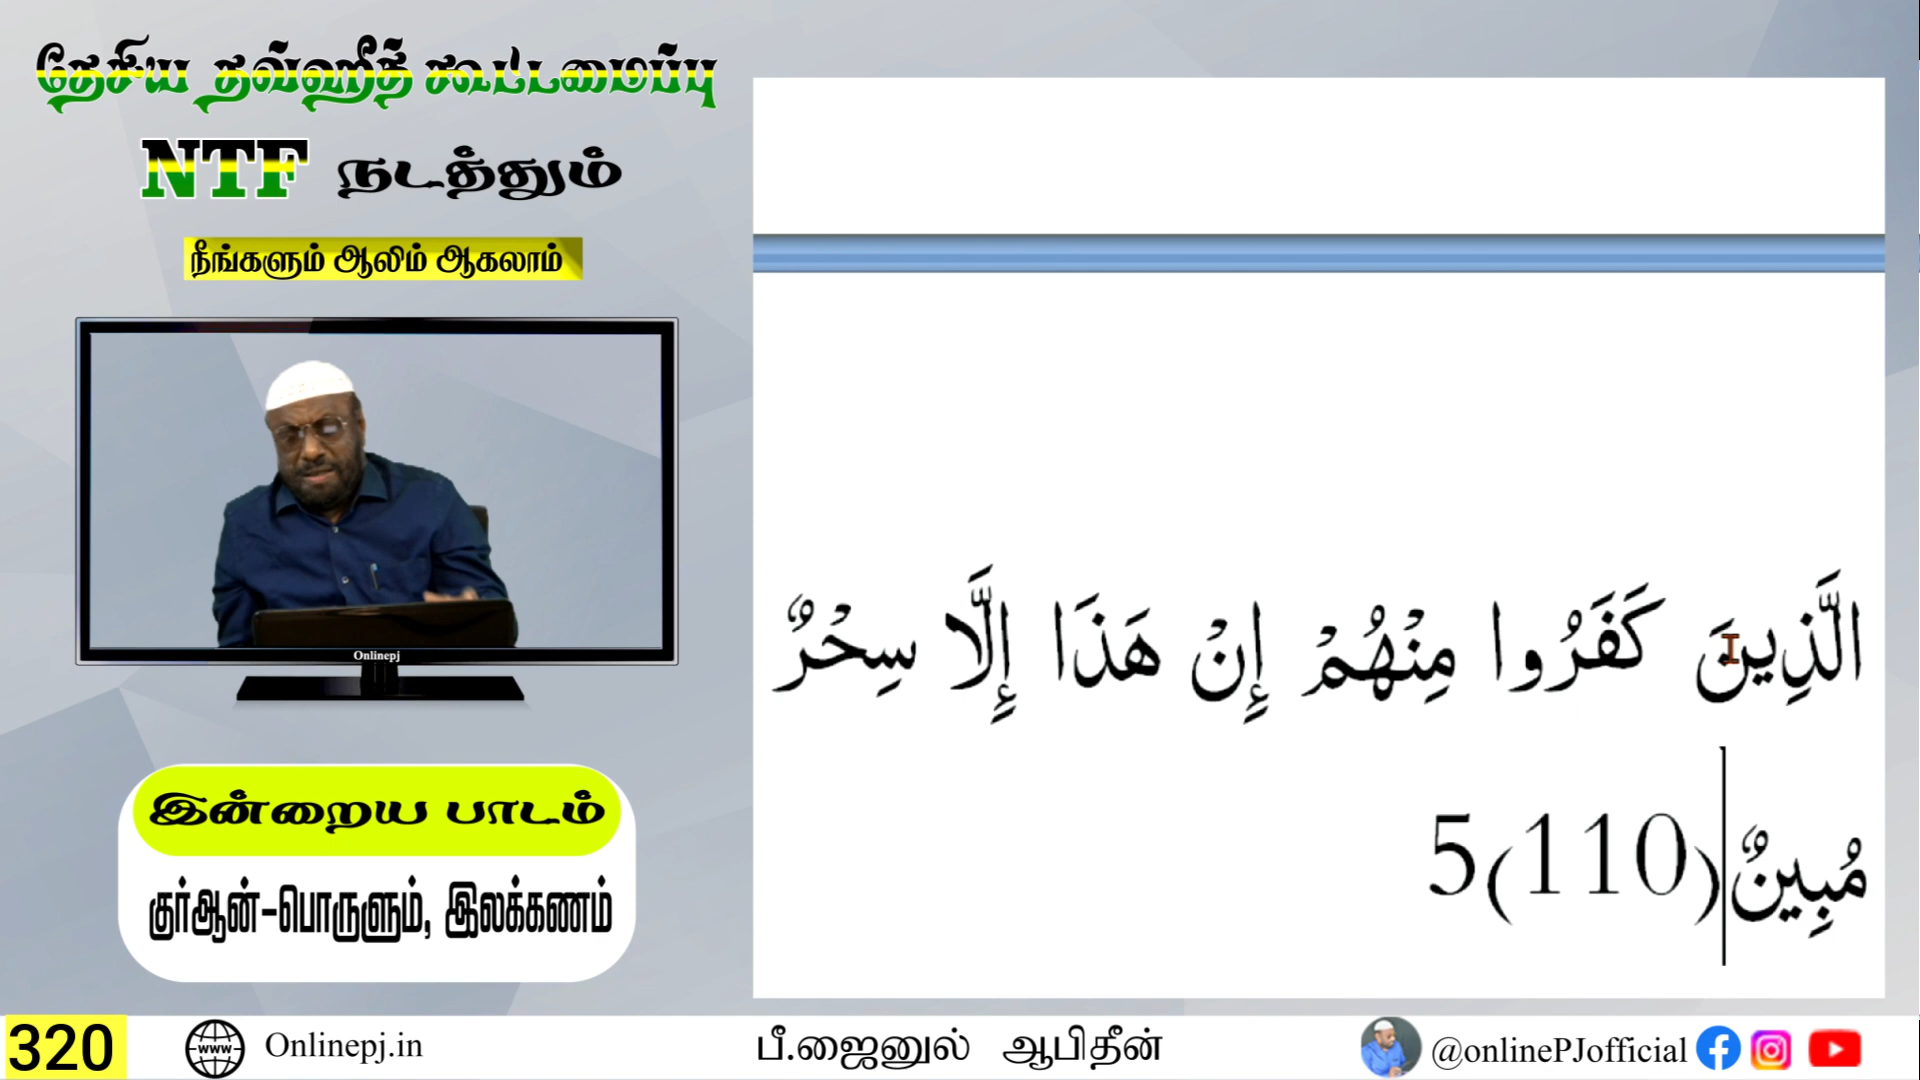 தேசிய தவ்ஹீத் கூட்டமைப்பு
NTF நடத்தும்
நீங்களும் ஆலிம் ஆகலாம்
Onlinepj
இன்றைய பாடம்
குர்ஆன்-பொருளும், இலக்கணம்
الَّذِينَ كَفَرُوا مِنْهُمْ إِنْ هَذَا إِلَّا سِحْرٌ
مُبِينٌ(110)5
320
www
Onlinepj.in
பீ.ஜைனுல் ஆபிதீன்
@onlinePJofficial